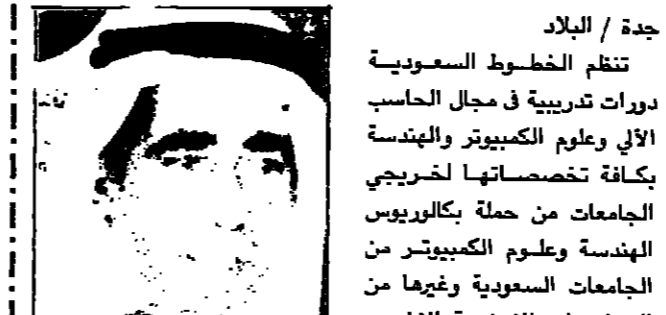 جدة / البلاد
تنظم الخطوط السعودية
دورات تدريبية في مجال الحاسب
الآلي وعلوم الكمبيوتر والهندسة
بكافة تخصصاتها لخريجي
الجامعات من حملة بكالوريوس
الهندسة وعلوم الكمبيوتر من
الجامعات السعودية وغيرها من